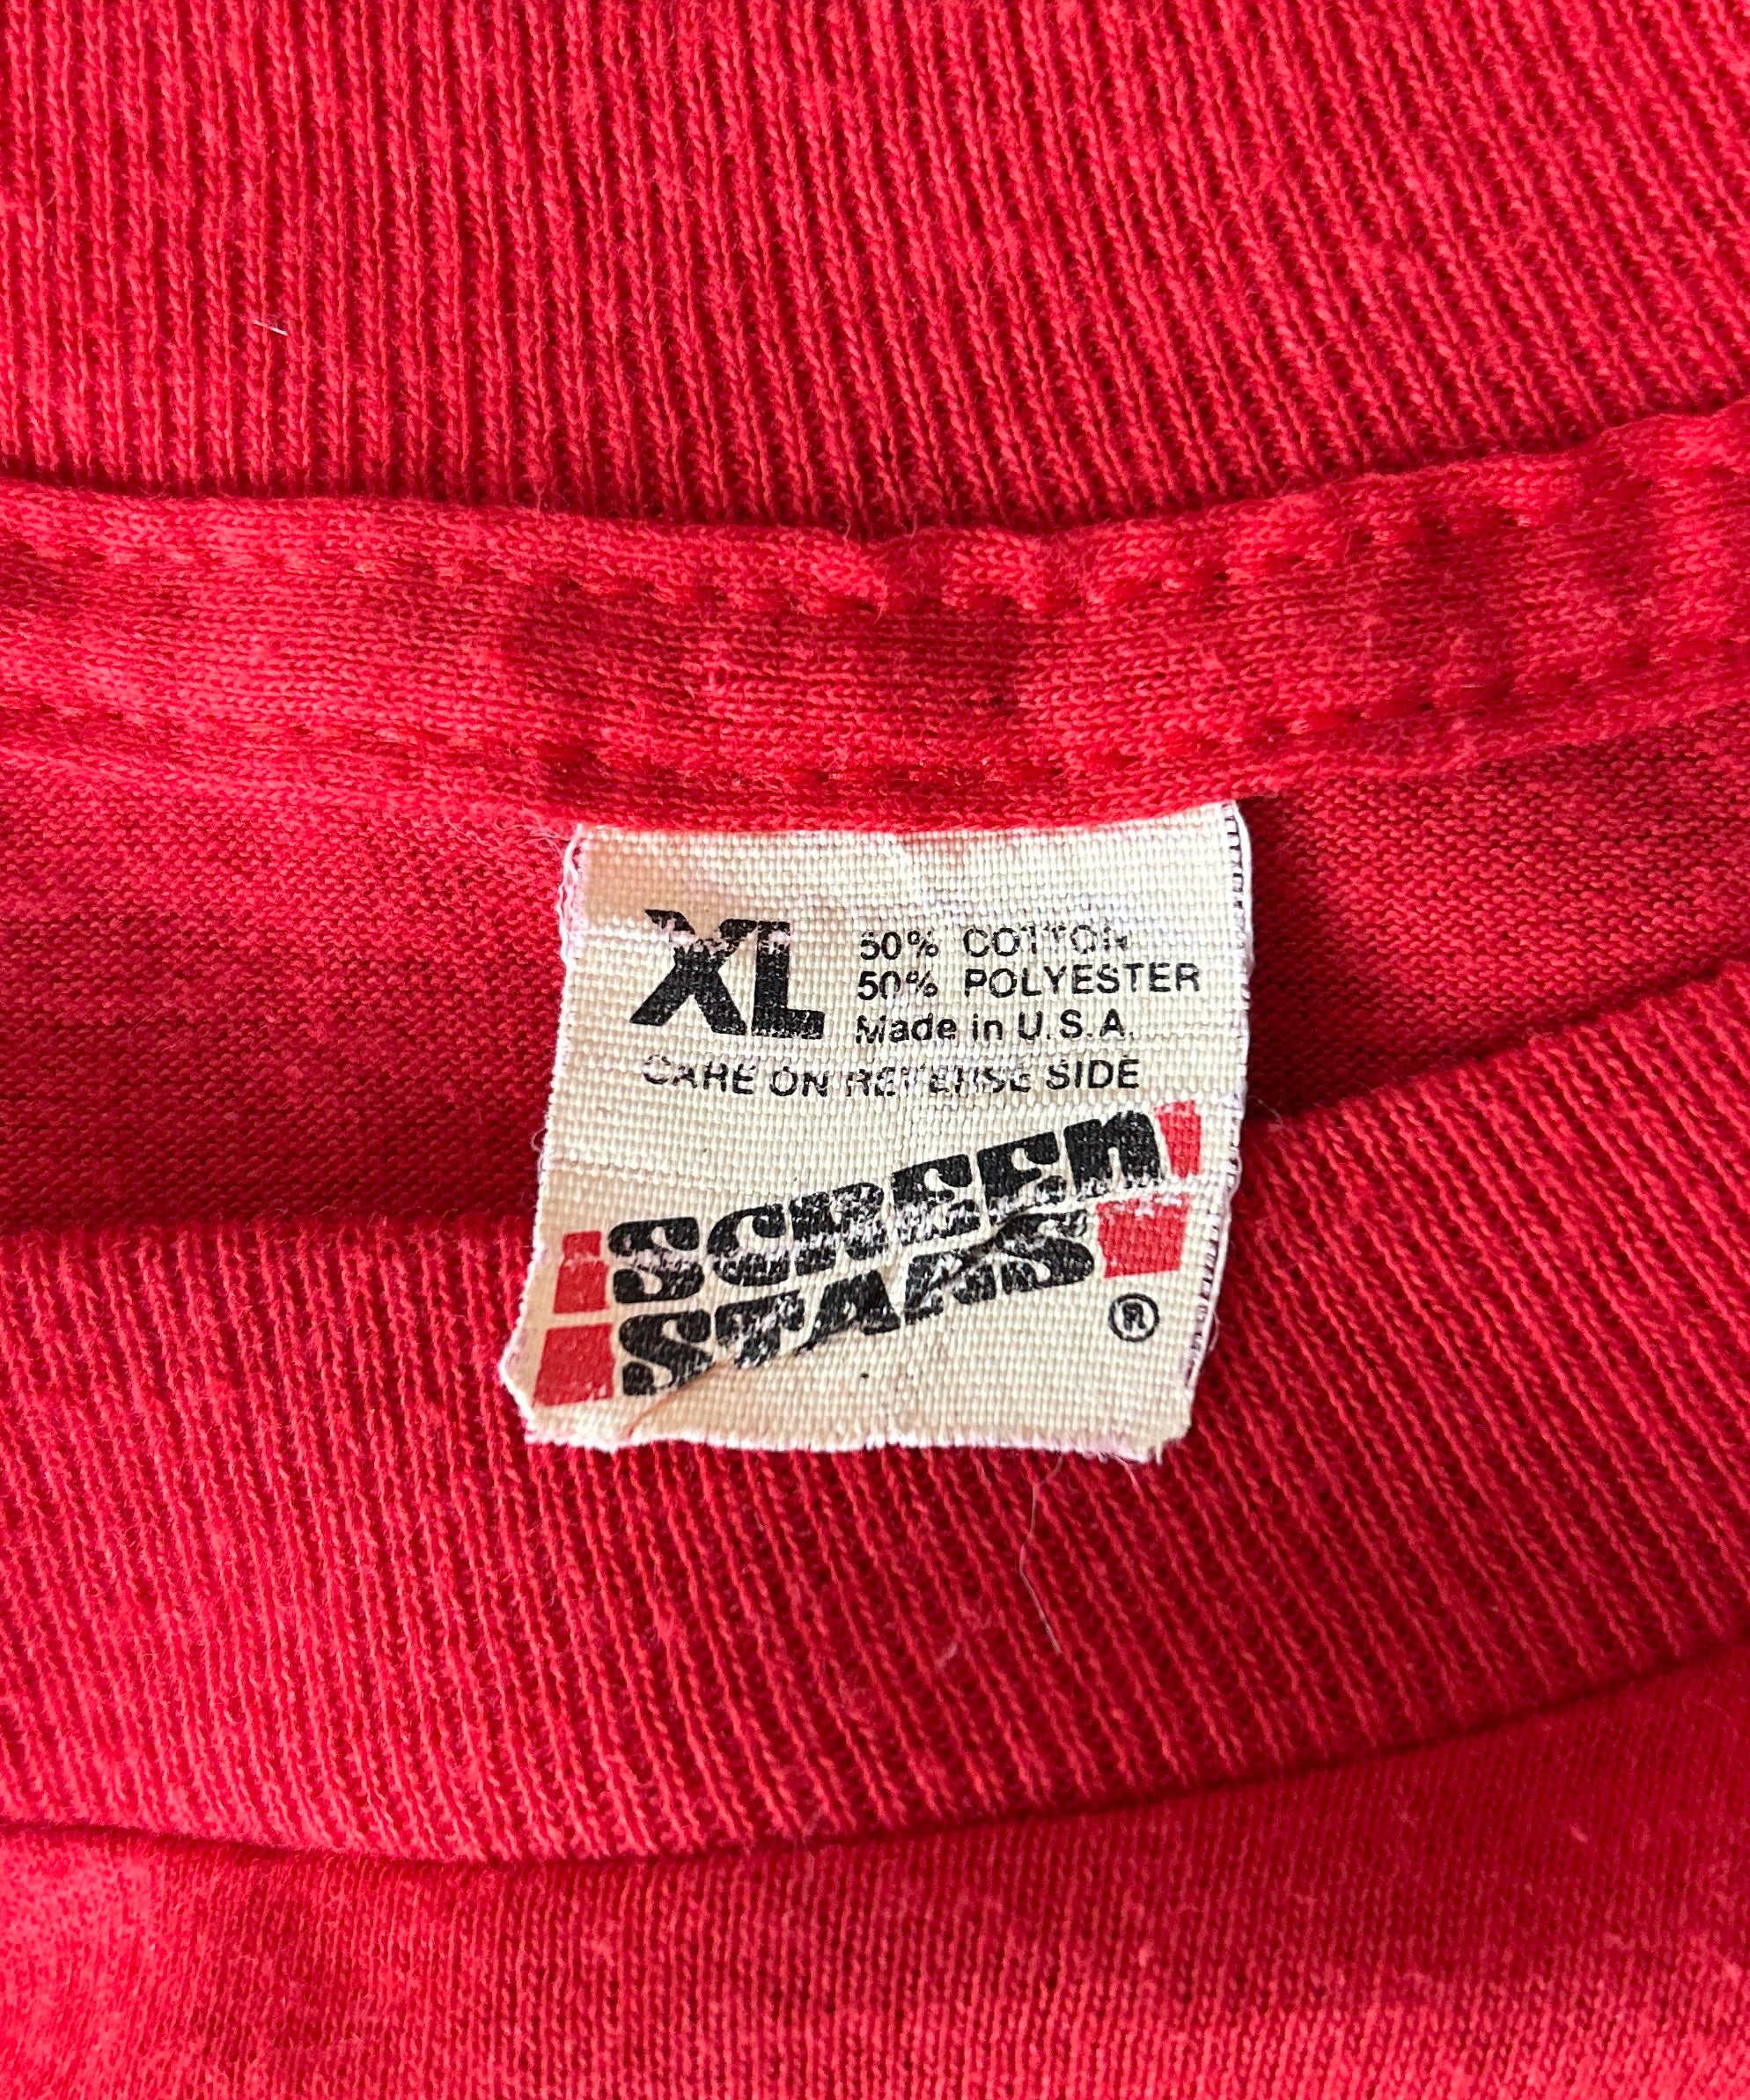 XL
50% COTTON
50% POLYESTER
Made in U.S.A.
CARE ON REVERSE SIDE
SCREEN
STARS
®